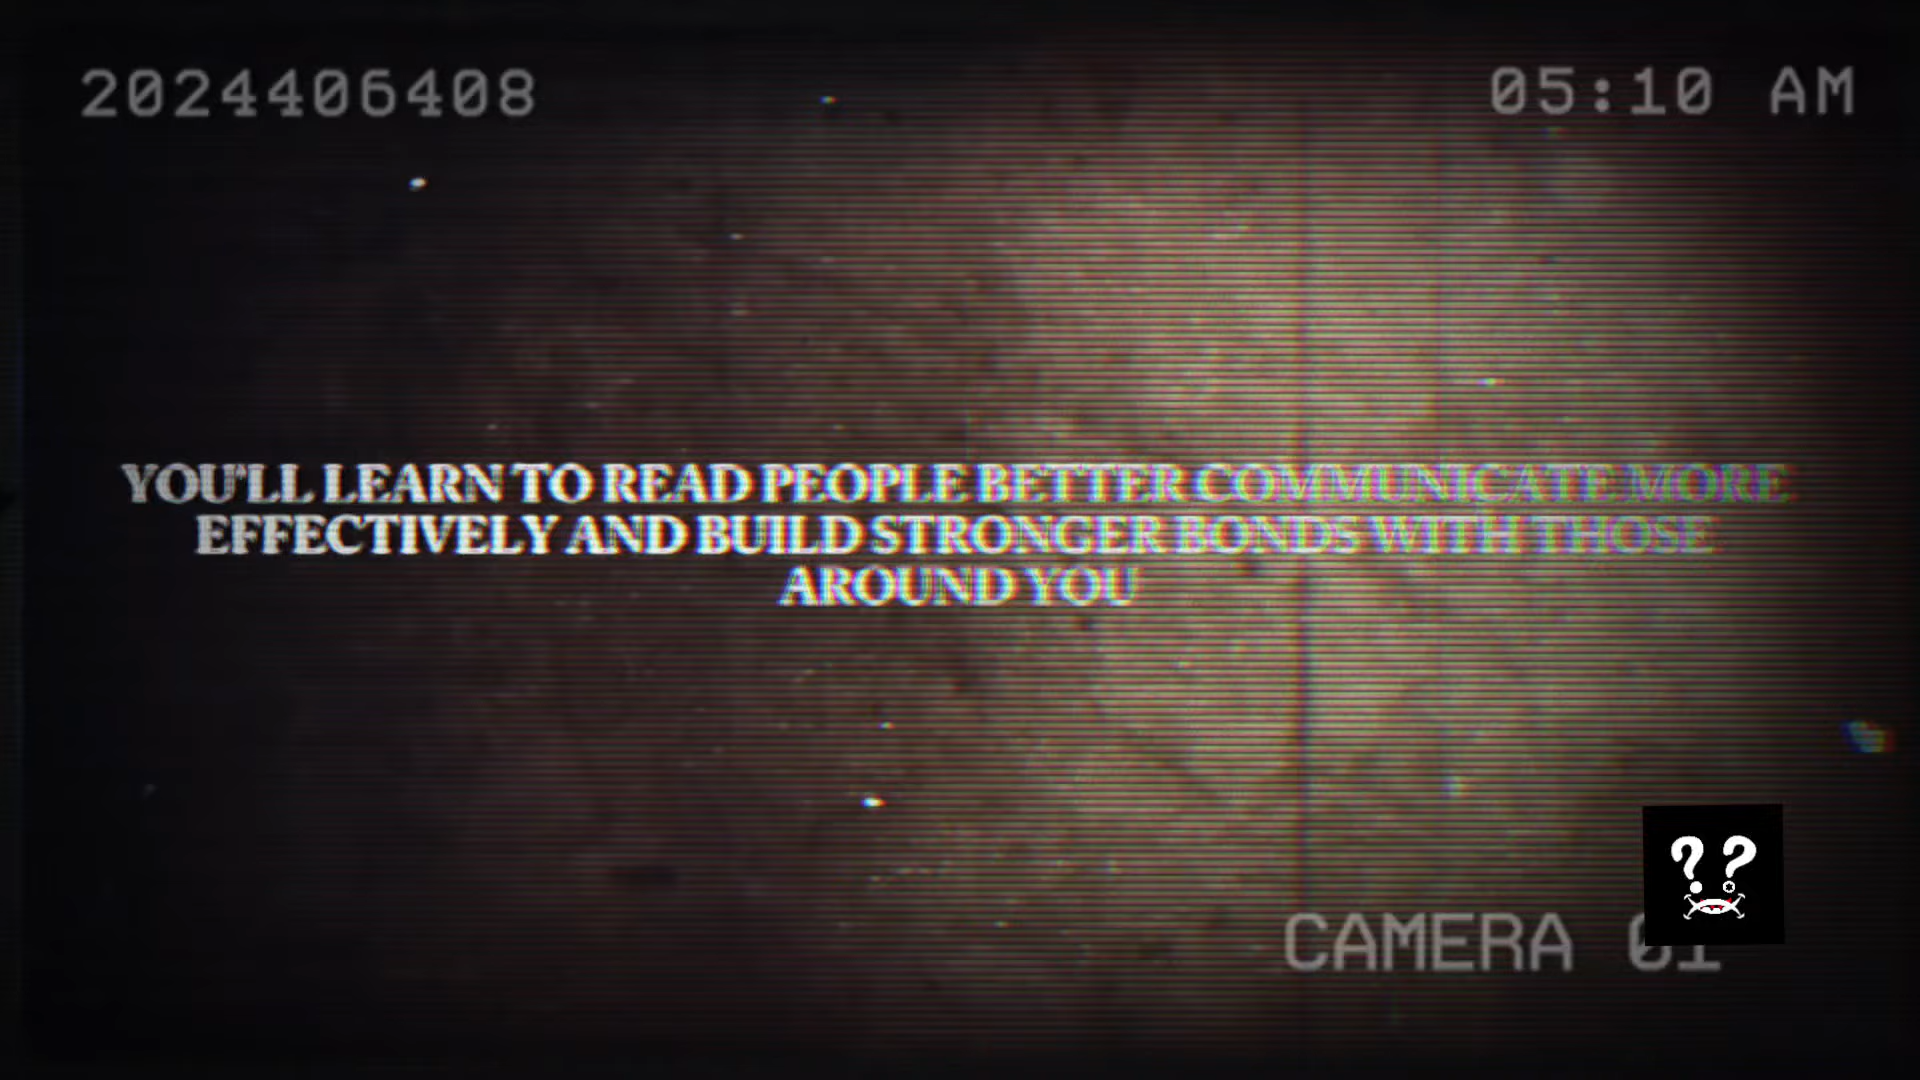 2024406408
05:10 AM
YOU'LL LEARN TO READ PEOPLE BETTER COMMUNICATE MORE
EFFECTIVELY AND BUILD STRONGER BONDS WITH THOSE
AROUND YOU
??
CAMERA 01